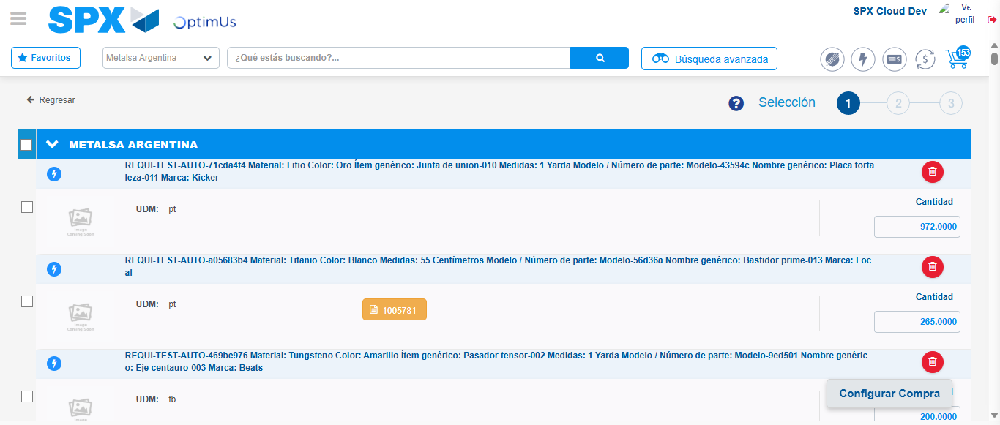 SPX OptimUs
SPX Cloud Dev
Ve
perfil
Favoritos
Metalsa Argentina
¿Qué estás buscando?...
Búsqueda avanzada
153
Regresar
? Selección 1 2 3
METALSA ARGENTINA
REQUI-TEST-AUTO-71cda4f4 Material: Litio Color: Oro Ítem genérico: Junta de union-010 Medidas: 1 Yarda Modelo / Número de parte: Modelo-43594c Nombre genérico: Placa forta
leza-011 Marca: Kicker
Cantidad
UDM: pt
Image
Coming Soon
972.0000
REQUI-TEST-AUTO-a05683b4 Material: Titanio Color: Blanco Medidas: 55 Centímetros Modelo / Número de parte: Modelo-56d36a Nombre genérico: Bastidor prime-013 Marca: Foc
al
Cantidad
UDM: pt
1005781
Image
Coming Soon
265.0000
REQUI-TEST-AUTO-469be976 Material: Tungsteno Color: Amarillo Ítem genérico: Pasador tensor-002 Medidas: 1 Yarda Modelo / Número de parte: Modelo-9ed501 Nombre genéric
o: Eje centauro-003 Marca: Beats
Configurar Compra
UDM: tb
200.0000